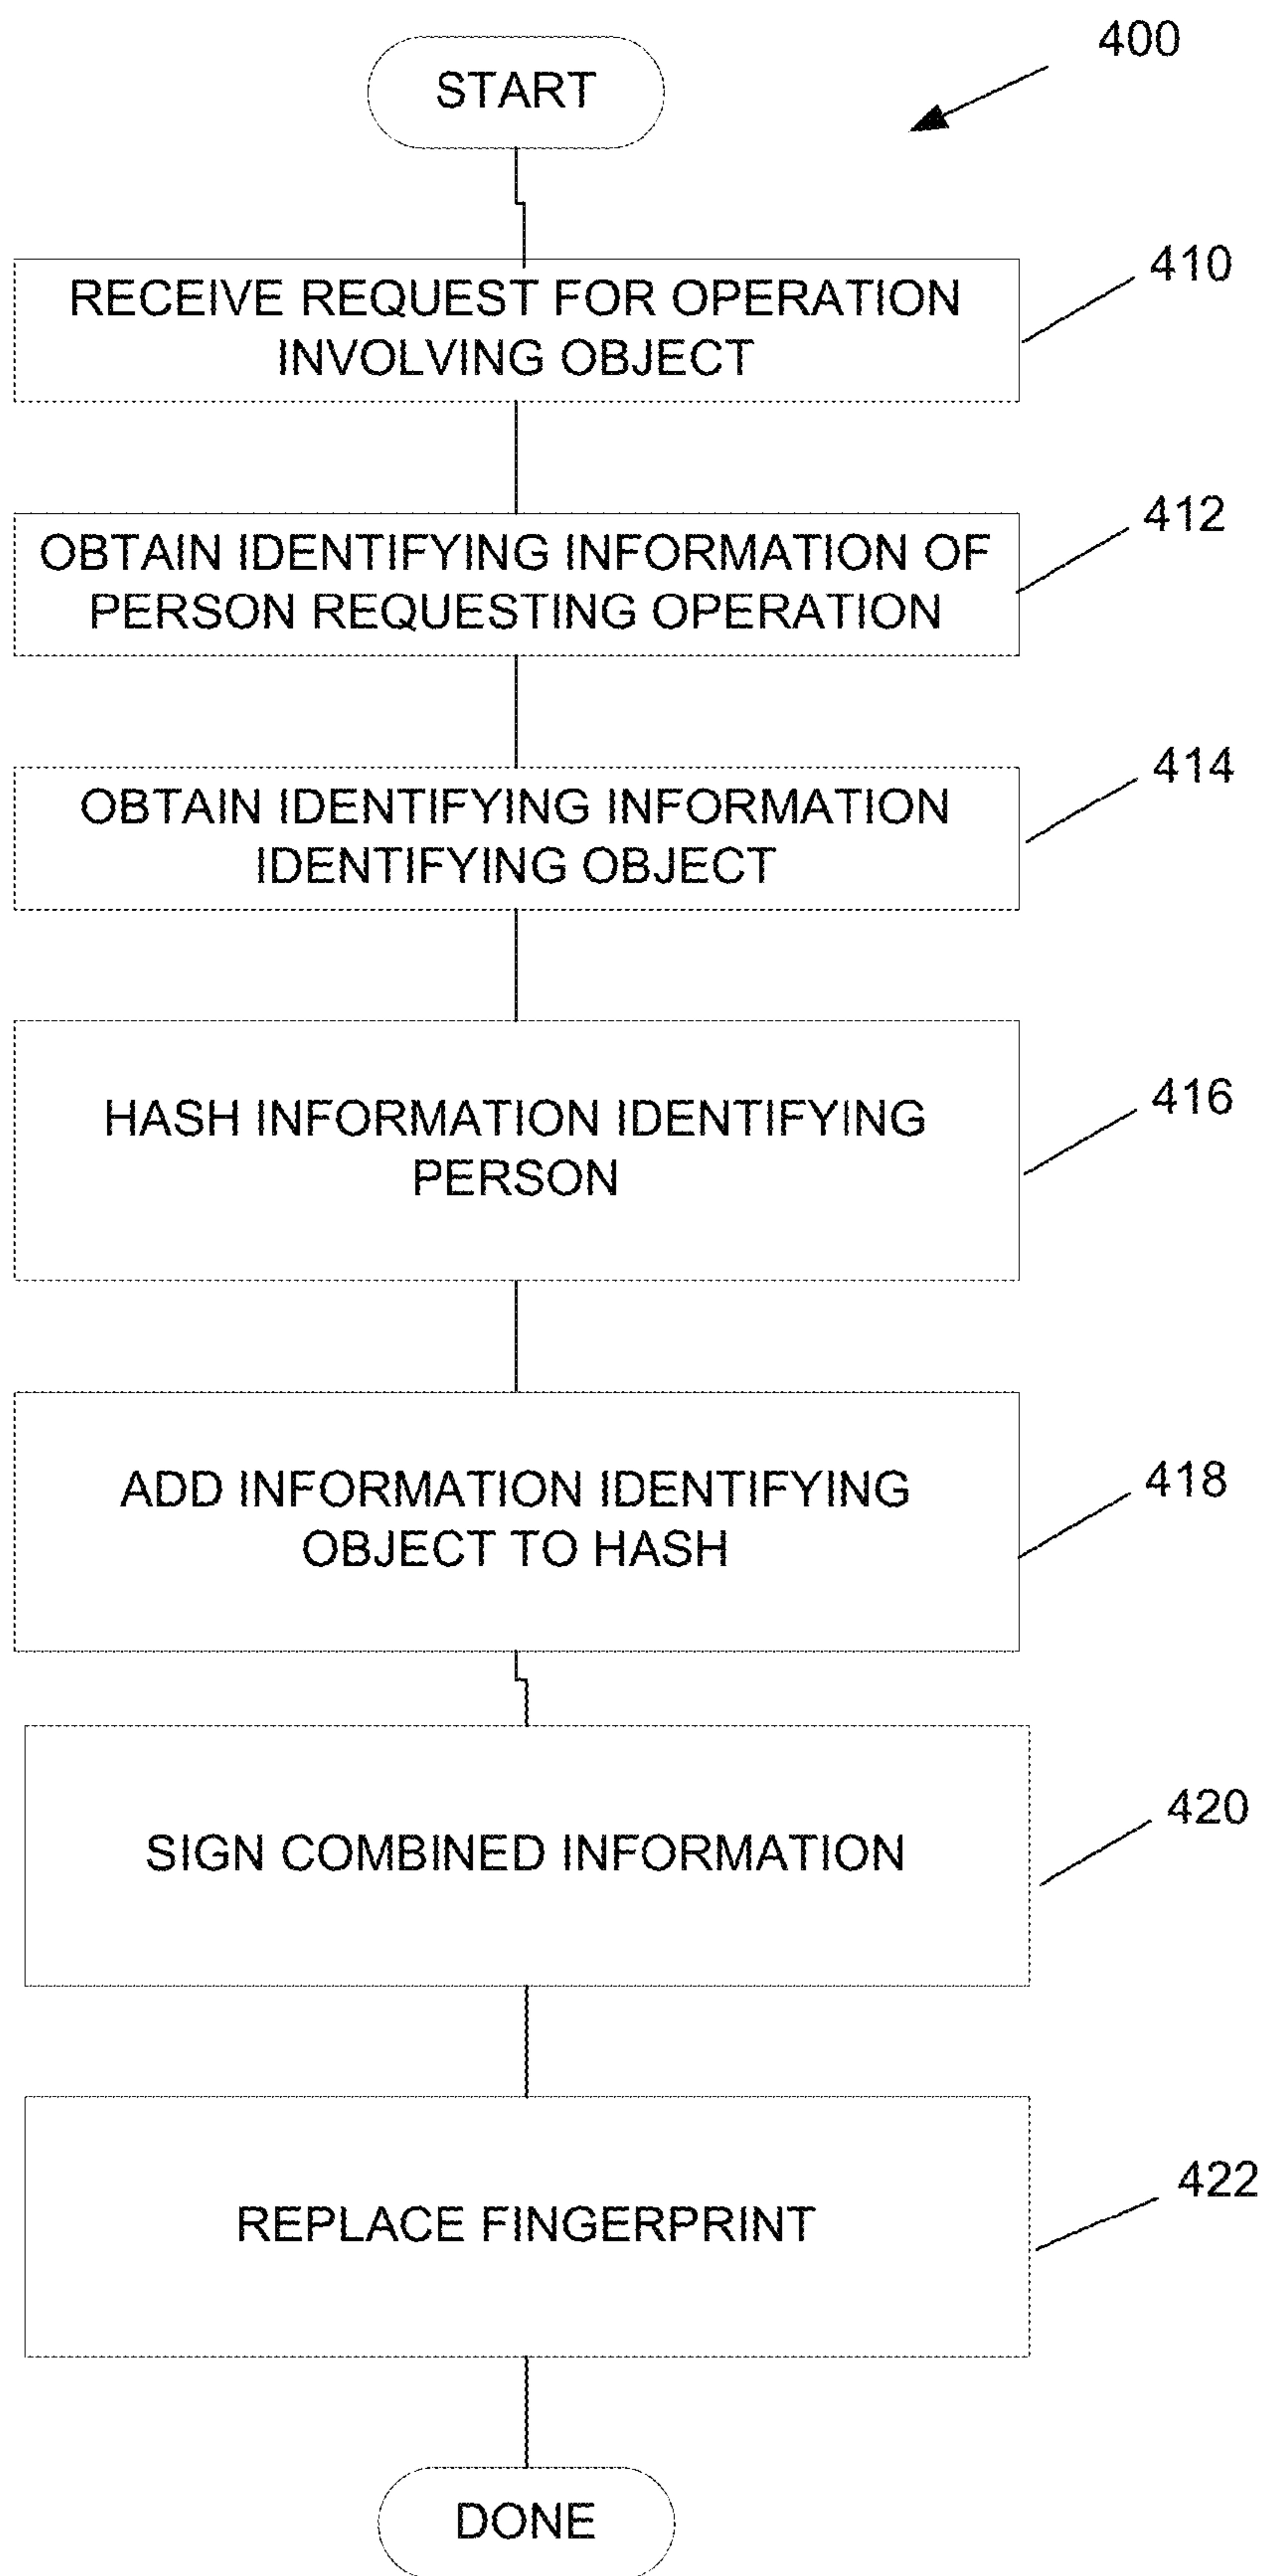 400
START
410
RECEIVE REQUEST FOR OPERATION
INVOLVING OBJECT
412
OBTAIN IDENTIFYING INFORMATION OF
PERSON REQUESTING OPERATION
414
OBTAIN IDENTIFYING INFORMATION
IDENTIFYING OBJECT
416
HASH INFORMATION IDENTIFYING
PERSON
418
ADD INFORMATION IDENTIFYING
OBJECT TO HASH
420
SIGN COMBINED INFORMATION
422
REPLACE FINGERPRINT
DONE